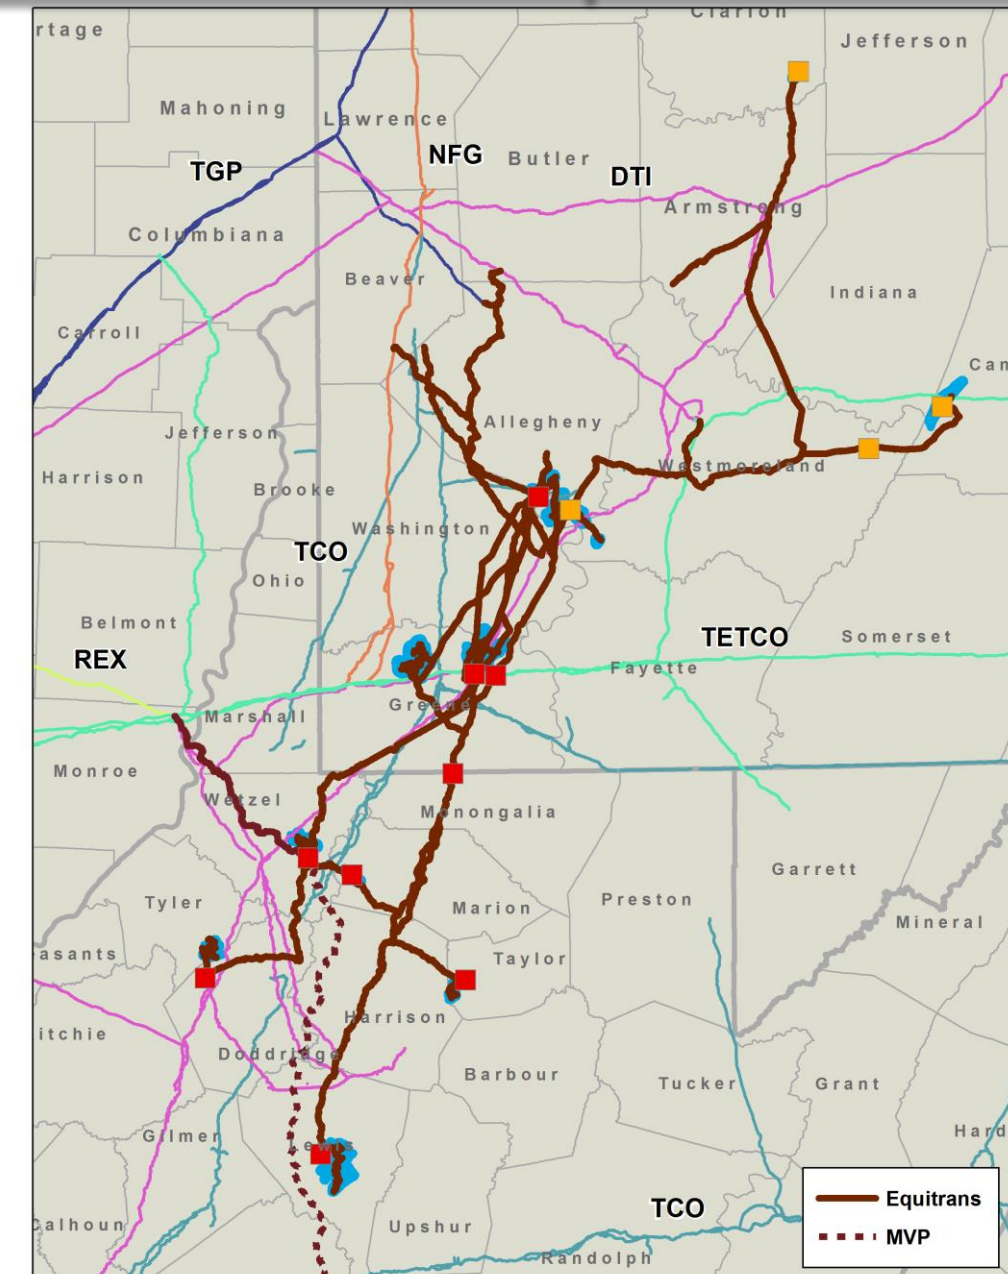 Clarion
rtage
Jefferson
Mahoning
Lawrence
NFG
Butler
TGP
DTI
Armstrong
Columbiana
Beaver
Indiana
Carroll
Cam
Allegheny
Jefferson
Westmoreland
Harrison
Brooke
Washington
TCO
Ohio
Belmont
TETCO
Somerset
REX
Fayette
Greene
Marshall
Monroe
Wetzel
Monongalia
Garrett
Tyler
Preston
Marion
Mineral
asants
Taylor
Harrison
itchie
Doddridge
Barbour
Tucker
Grant
Gilmer
Lewis
Hard
TCO
Equitrans
Calhoun
Upshur
MVP
Randolph